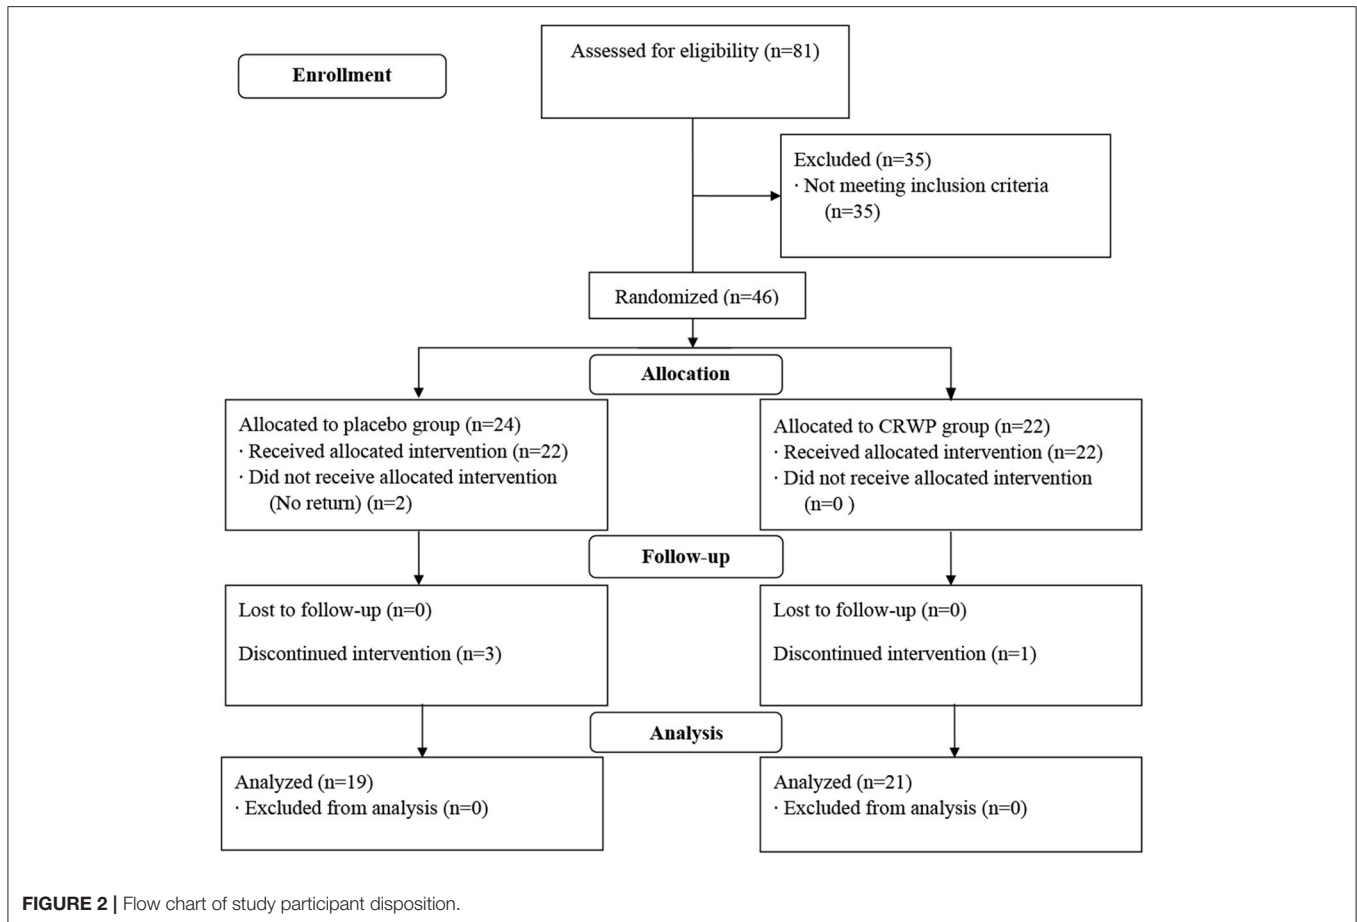 Assessed for eligibility (n=81)
Enrollment
Excluded (n=35)
· Not meeting inclusion criteria
(n=35)
Randomized (n=46)
Allocation
Allocated to placebo group (n=24)
· Received allocated intervention (n=22)
· Did not receive allocated intervention
(No return) (n=2)
Allocated to CRWP group (n=22)
· Received allocated intervention (n=22)
· Did not receive allocated intervention
(n=0 )
Follow-up
Lost to follow-up (n=0)
Discontinued intervention (n=3)
Lost to follow-up (n=0)
Discontinued intervention (n=1)
Analysis
Analyzed (n=19)
· Excluded from analysis (n=0)
Analyzed (n=21)
· Excluded from analysis (n=0)
FIGURE 2 | Flow chart of study participant disposition.